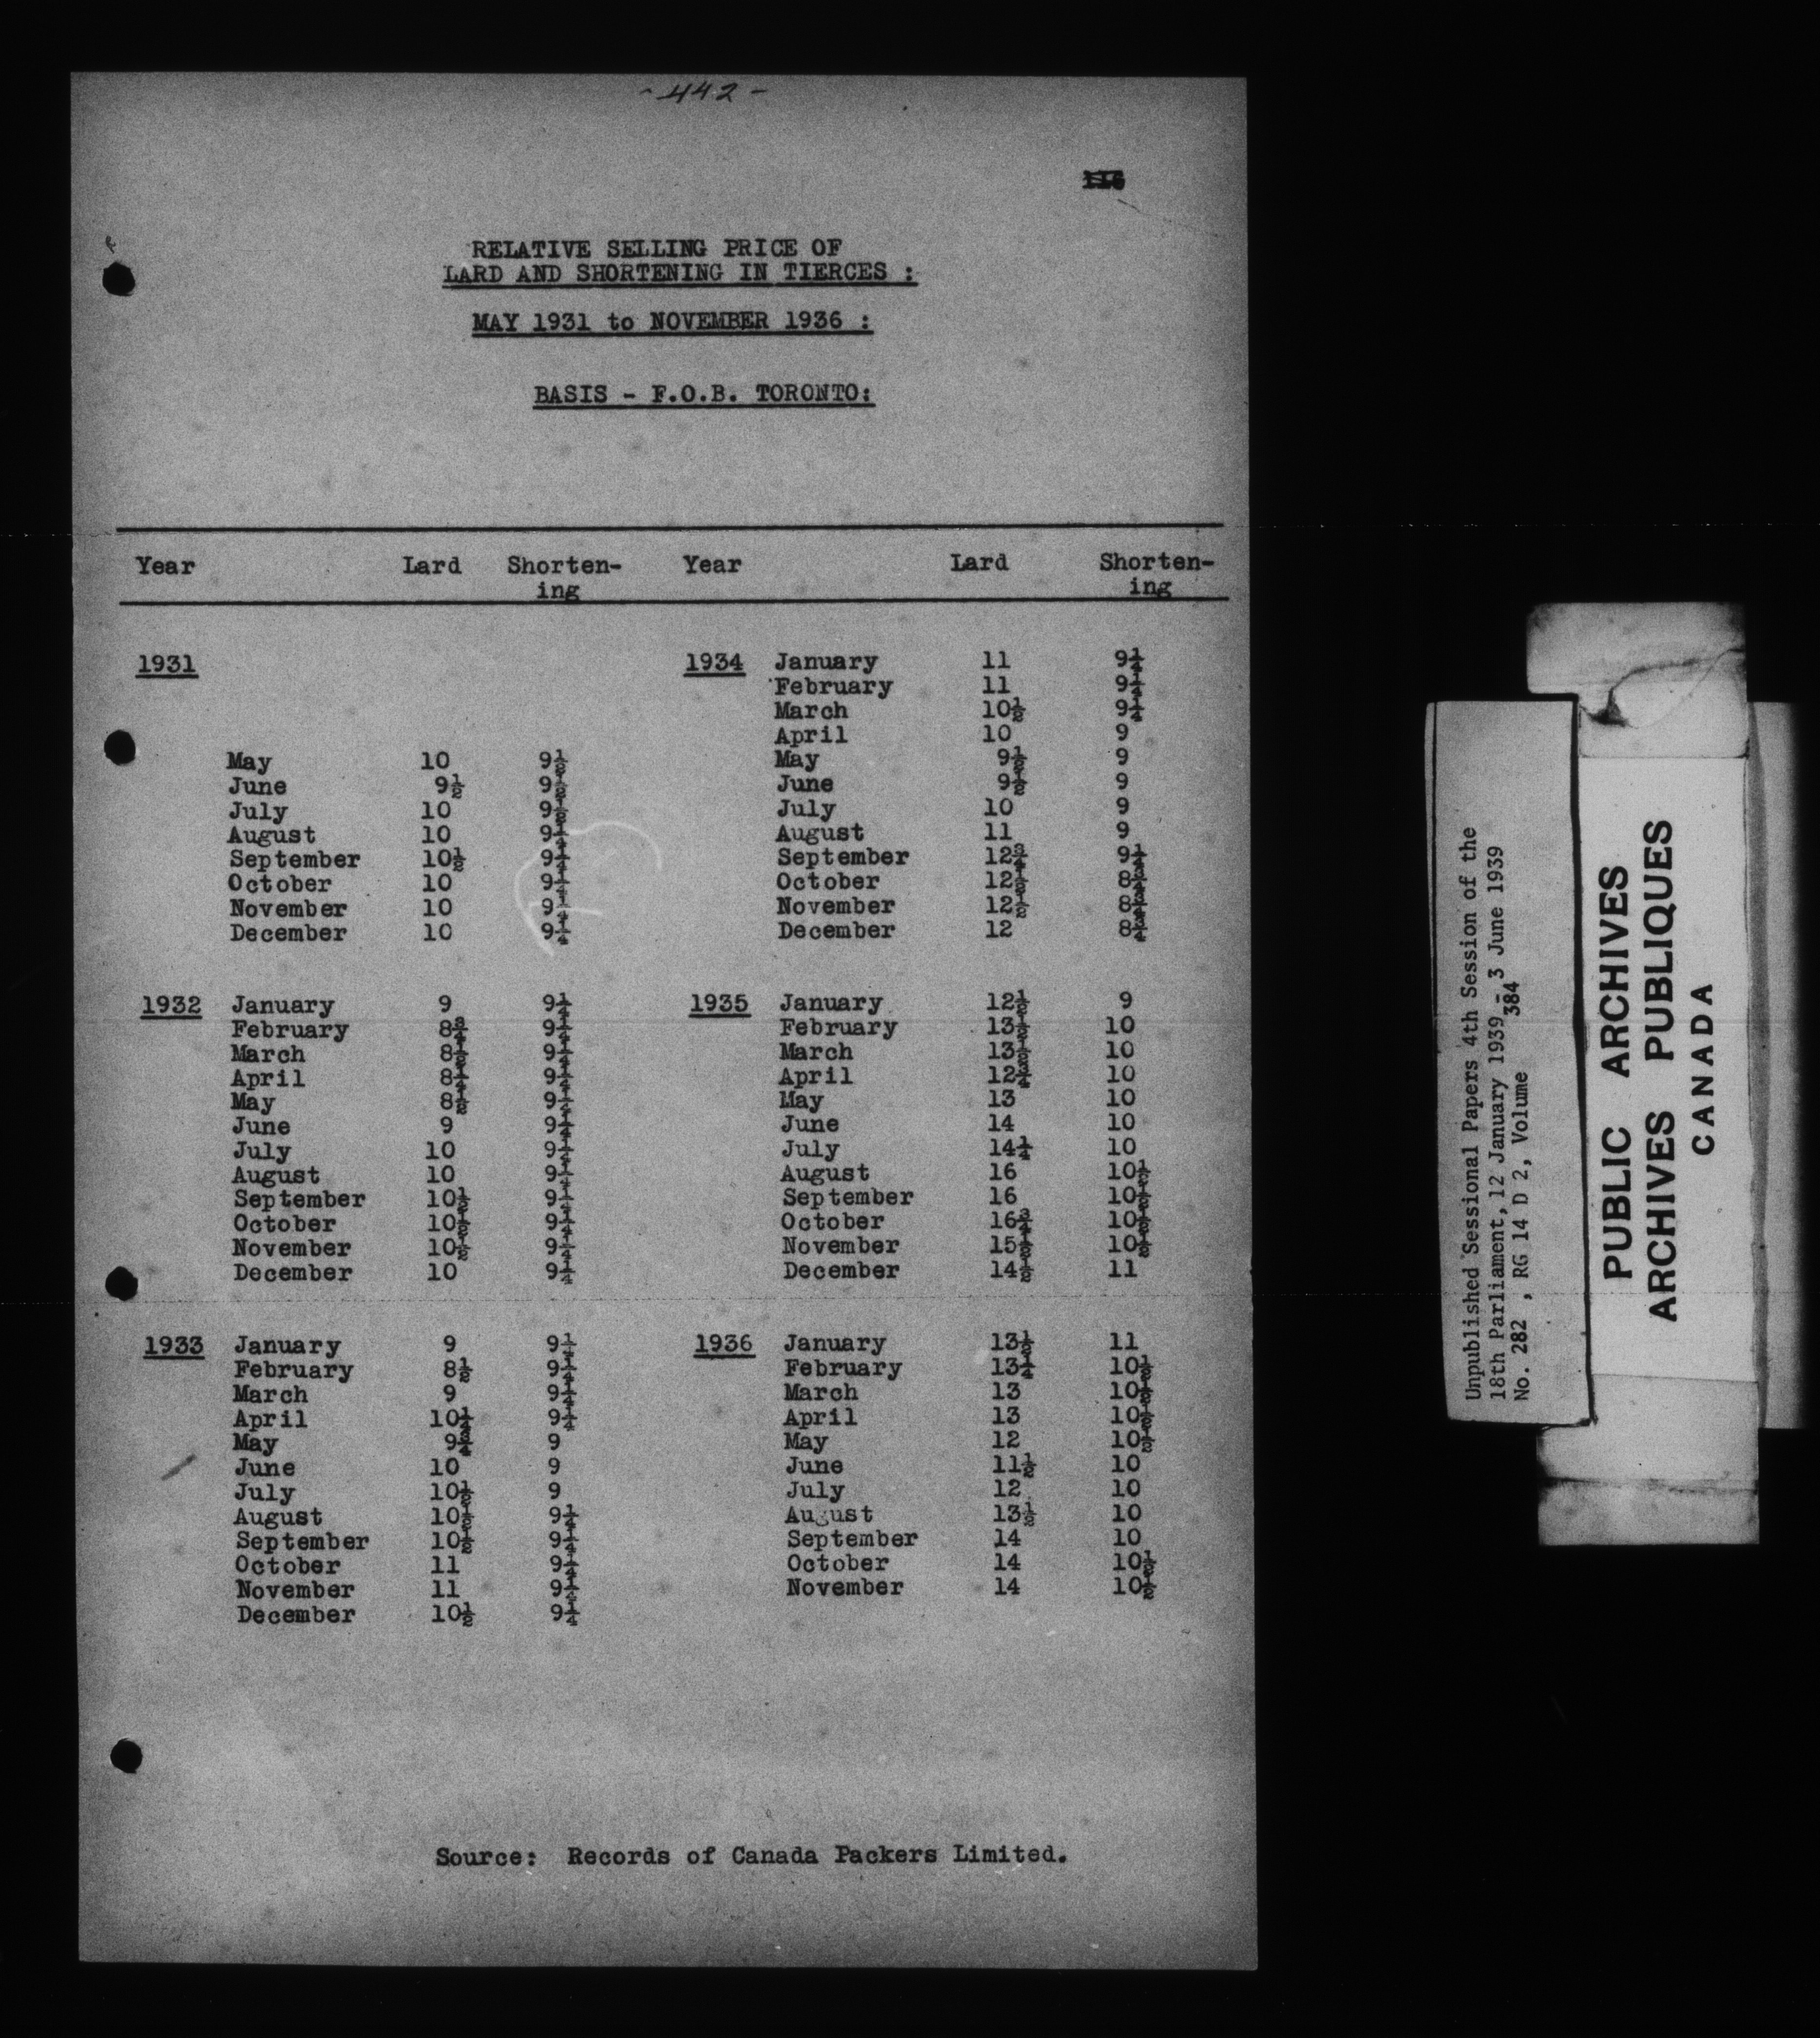 - 442 -
116
RELATIVE SELLING PRICE OF
LARD AND SHORTENING IN TIERCES :
MAY 1931 to NOVEMBER 1936 :
BASIS - F.O.B. TORONTO:
Year Lard Shorten- Year Lard Shorten-
ing ing
1931 1934 January 11 9¼
February 11 9¼
March 10½ 9¼
April 10 9
May 10 9½ May 9½ 9
June 9½ 9½ June 9½ 9
July 10 9½ July 10 9
August 10 9¼ August 11 9
September 10½ 9¼ September 12¾ 9¼
October 10 9¼ October 12½ 8¾
November 10 9¼ November 12½ 8¾
December 10 9¼ December 12 8¾
1932 January 9 9¼ 1935 January 12½ 9
February 8¾ 9¼ February 13½ 10
March 8½ 9¼ March 13½ 10
April 8¼ 9¼ April 12¾ 10
May 8½ 9¼ May 13 10
June 9 9¼ June 14 10
July 10 9¼ July 14¼ 10
August 10 9¼ August 16 10½
September 10½ 9¼ September 16 10½
October 10½ 9¼ October 16¾ 10½
November 10½ 9¼ November 15½ 10½
December 10 9¼ December 14½ 11
1933 January 9 9¼ 1936 January 13½ 11
February 8½ 9¼ February 13¼ 10½
March 9 9¼ March 13 10½
April 10¼ 9¼ April 13 10½
May 9¾ 9 May 12 10½
June 10 9 June 11½ 10
July 10½ 9 July 12 10
August 10½ 9¼ August 13½ 10
September 10½ 9¼ September 14 10
October 11 9¼ October 14 10½
November 11 9¼ November 14 10½
December 10½ 9¼
Source: Records of Canada Packers Limited.
Unpublished Sessional Papers 4th Session of the
18th Parliament, 12 January 1939 - 3 June 1939
No. 282 , RG 14 D 2, Volume 384
PUBLIC ARCHIVES
ARCHIVES PUBLIQUES
CANADA